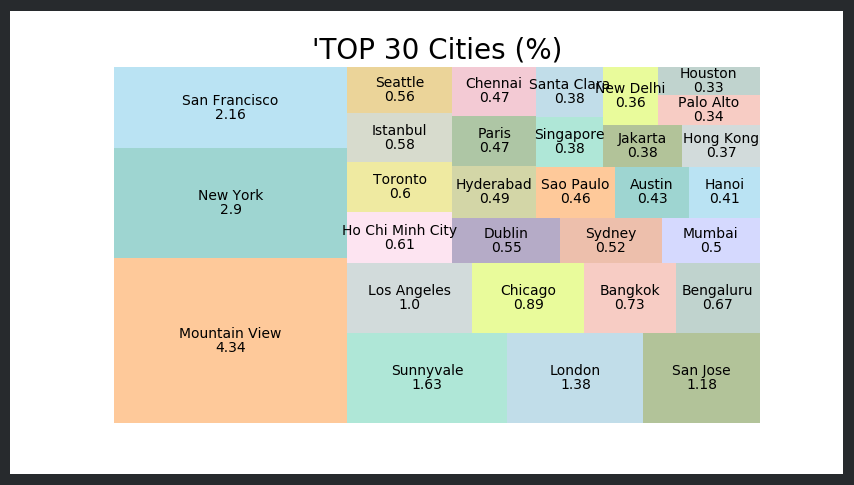 'TOP 30 Cities (%)
San Francisco
2.16
New York
2.9
Mountain View
4.34
Seattle
0.56
Istanbul
0.58
Toronto
0.6
Ho Chi Minh City
0.61
Chennai
0.47
Paris
0.47
Hyderabad
0.49
Dublin
0.55
Santa Clara
0.38
Singapore
0.38
Sao Paulo
0.46
Sydney
0.52
New Delhi
0.36
Houston
0.33
Palo Alto
0.34
Jakarta
0.38
Hong Kong
0.37
Austin
0.43
Hanoi
0.41
Mumbai
0.5
Los Angeles
1.0
Chicago
0.89
Bangkok
0.73
Bengaluru
0.67
Sunnyvale
1.63
London
1.38
San Jose
1.18